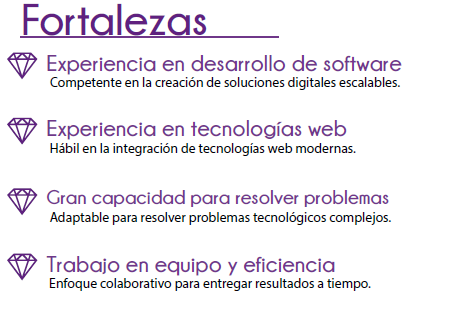 Fortalezas
Experiencia en desarrollo de software
Competente en la creación de soluciones digitales escalables.
Experiencia en tecnologías web
Hábil en la integración de tecnologías web modernas.
Gran capacidad para resolver problemas
Adaptable para resolver problemas tecnológicos complejos.
Trabajo en equipo y eficiencia
Enfoque colaborativo para entregar resultados a tiempo.